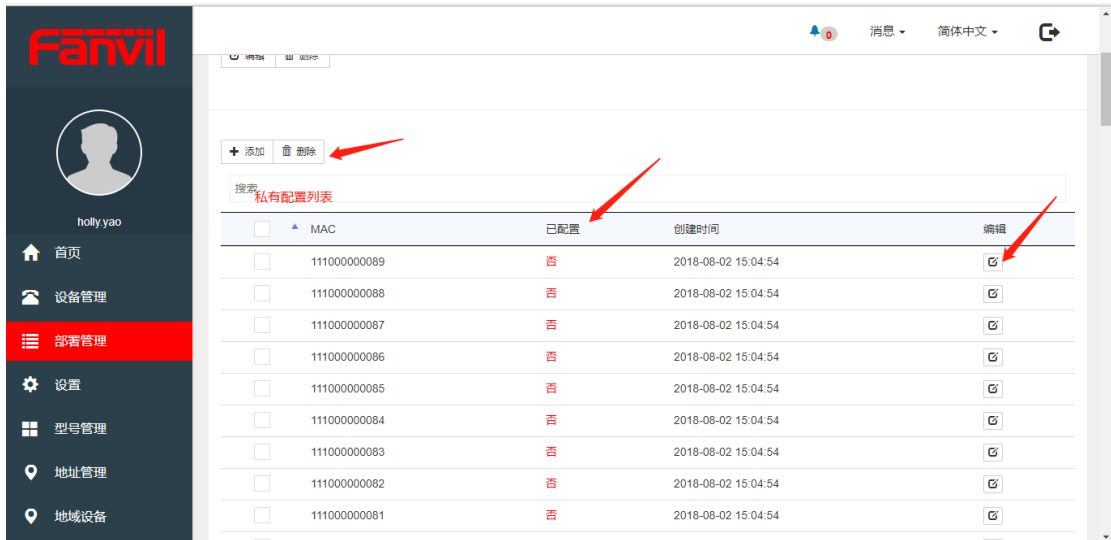 Fanvil
0 消息 简体中文
编辑 删除
添加 删除
搜索
私有配置列表
holly.yao
首页
设备管理
部署管理
设置
型号管理
地址管理
地域设备
MAC 已配置 创建时间 编辑
111000000089 否 2018-08-02 15:04:54
111000000088 否 2018-08-02 15:04:54
111000000087 否 2018-08-02 15:04:54
111000000086 否 2018-08-02 15:04:54
111000000085 否 2018-08-02 15:04:54
111000000084 否 2018-08-02 15:04:54
111000000083 否 2018-08-02 15:04:54
111000000082 否 2018-08-02 15:04:54
111000000081 否 2018-08-02 15:04:54